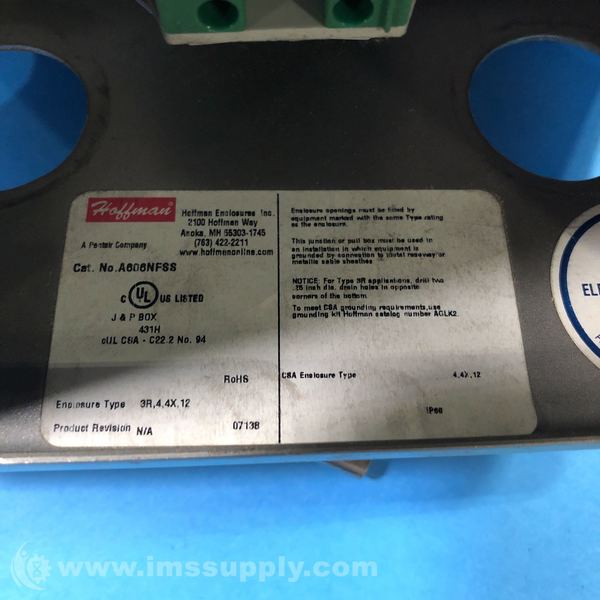 Hoffman®
A Pentair Company
Hoffman Enclosures Inc.
2100 Hoffman Way
Anoka, MN 55303-1745
(763) 422-2211
www.hoffmanonline.com
Cat. No. A606NFSS
C UL US LISTED
J & P BOX
431H
cUL CSA - C22.2 No. 94
RoHS
Enclosure Type 3R,4,4X,12
Product Revision N/A 0713B
Enclosure openings must be filled by
equipment marked with the same Type rating
as the enclosure.
This junction or pull box must be used in
an installation in which equipment is
grounded by connection to metal raceway or
metallic cable sheathes.
NOTICE: For Type 3R applications, drill two
.25 inch dia. drain holes in opposite
corners of the bottom.
To meet CSA grounding requirements, use
grounding kit Hoffman catalog number AGLK2.
CSA Enclosure Type 4,4X,12
IP66
www.imssupply.com/